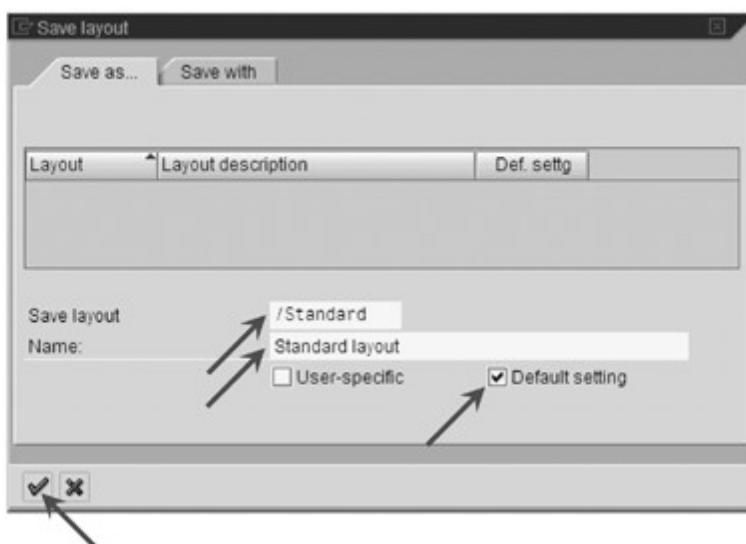 Save layout
Save as... Save with
Layout Layout description Def. settg
Save layout /Standard
Name: Standard layout
User-specific Default setting